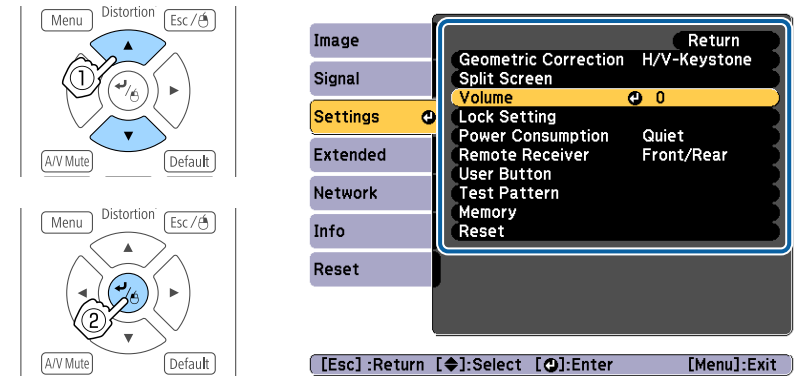 Menu
Distortion
Esc/
1
A/V Mute
Default
Menu
Distortion
Esc/
2
A/V Mute
Default
Image
Signal
Settings
Extended
Network
Info
Reset
Return
Geometric Correction H/V-Keystone
Split Screen
Volume 0
Lock Setting
Power Consumption Quiet
Remote Receiver Front/Rear
User Button
Test Pattern
Memory
Reset
[Esc] :Return [ ]:Select [ ]:Enter [Menu]:Exit